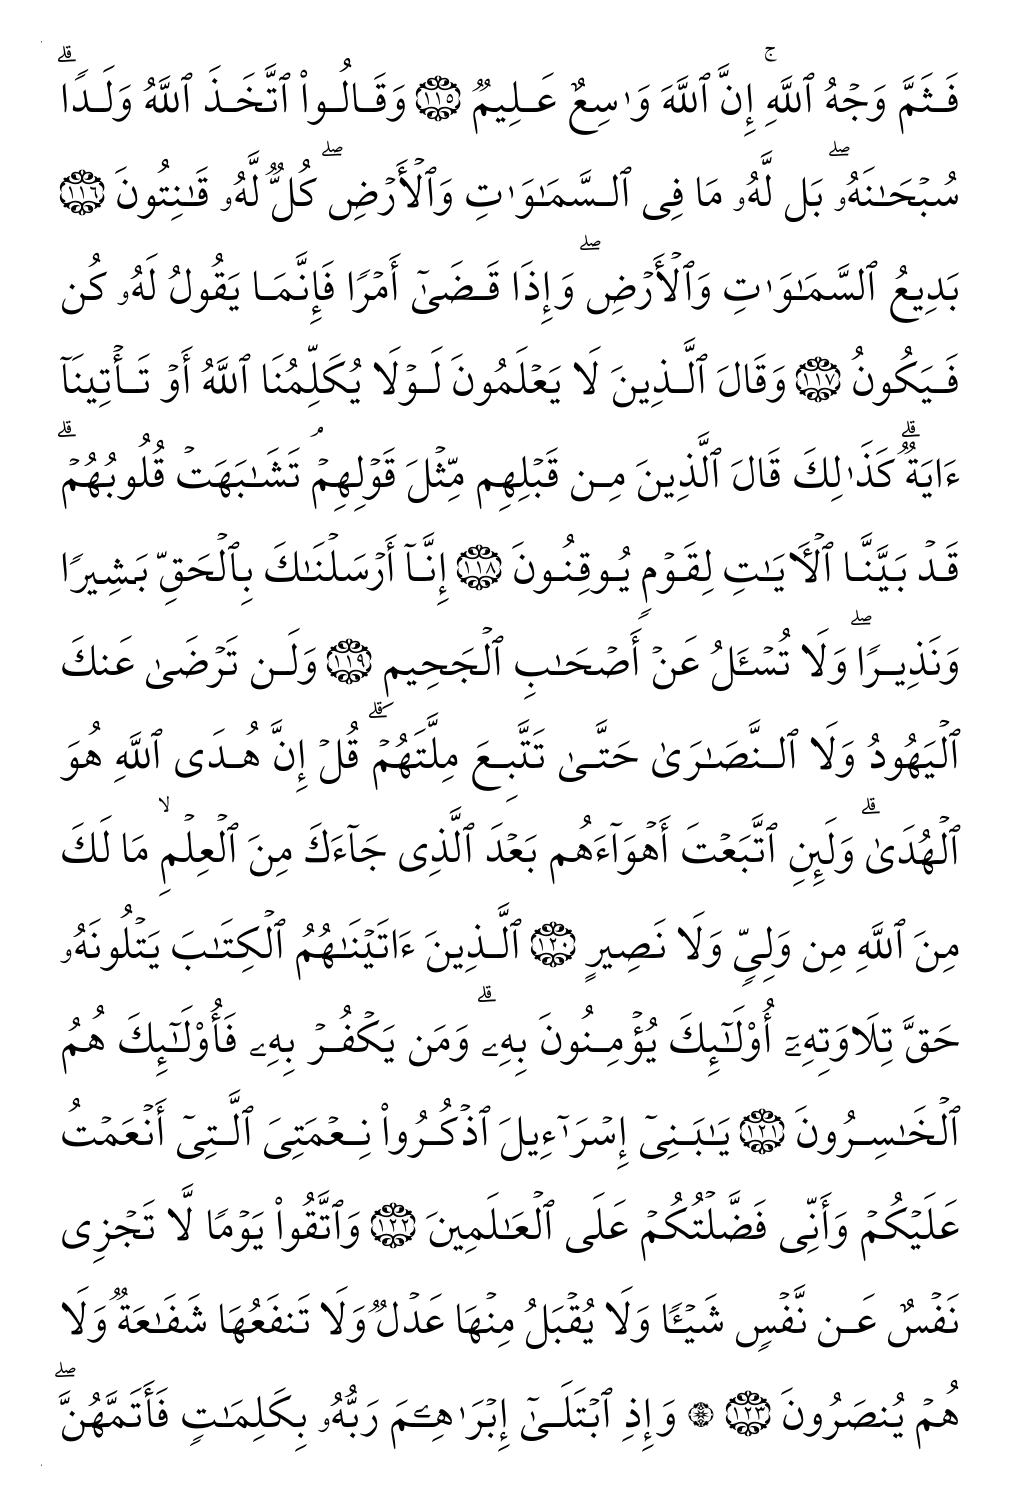 فَثَمَّ وَجۡهُ ٱللَّهِۚ إِنَّ ٱللَّهَ وَٰسِعٌ عَلِيمٞ ١١٥ وَقَالُواْ ٱتَّخَذَ ٱللَّهُ وَلَدٗاۗ
سُبۡحَٰنَهُۥۖ بَل لَّهُۥ مَا فِي ٱلسَّمَٰوَٰتِ وَٱلۡأَرۡضِۖ كُلّٞ لَّهُۥ قَٰنِتُونَ ١١٦
بَدِيعُ ٱلسَّمَٰوَٰتِ وَٱلۡأَرۡضِۖ وَإِذَا قَضَىٰٓ أَمۡرٗا فَإِنَّمَا يَقُولُ لَهُۥ كُن
فَيَكُونُ ١١٧ وَقَالَ ٱلَّذِينَ لَا يَعۡلَمُونَ لَوۡلَا يُكَلِّمُنَا ٱللَّهُ أَوۡ تَأۡتِينَآ
ءَايَةٞۗ كَذَٰلِكَ قَالَ ٱلَّذِينَ مِن قَبۡلِهِم مِّثۡلَ قَوۡلِهِمۡۘ تَشَٰبَهَتۡ قُلُوبُهُمۡۗ
قَدۡ بَيَّنَّا ٱلۡأٓيَٰتِ لِقَوۡمٖ يُوقِنُونَ ١١٨ إِنَّآ أَرۡسَلۡنَٰكَ بِٱلۡحَقِّ بَشِيرٗا
وَنَذِيرٗاۖ وَلَا تُسۡـَٔلُ عَنۡ أَصۡحَٰبِ ٱلۡجَحِيمِ ١١٩ وَلَن تَرۡضَىٰ عَنكَ
ٱلۡيَهُودُ وَلَا ٱلنَّصَٰرَىٰ حَتَّىٰ تَتَّبِعَ مِلَّتَهُمۡۗ قُلۡ إِنَّ هُدَى ٱللَّهِ هُوَ
ٱلۡهُدَىٰۗ وَلَئِنِ ٱتَّبَعۡتَ أَهۡوَآءَهُم بَعۡدَ ٱلَّذِي جَآءَكَ مِنَ ٱلۡعِلۡمِۙ مَا لَكَ
مِنَ ٱللَّهِ مِن وَلِيّٖ وَلَا نَصِيرٍ ١٢٠ ٱلَّذِينَ ءَاتَيۡنَٰهُمُ ٱلۡكِتَٰبَ يَتۡلُونَهُۥ
حَقَّ تِلَاوَتِهِۦٓ أُوْلَٰٓئِكَ يُؤۡمِنُونَ بِهِۦۗ وَمَن يَكۡفُرۡ بِهِۦ فَأُوْلَٰٓئِكَ هُمُ
ٱلۡخَٰسِرُونَ ١٢١ يَٰبَنِيٓ إِسۡرَٰٓءِيلَ ٱذۡكُرُواْ نِعۡمَتِيَ ٱلَّتِيٓ أَنۡعَمۡتُ
عَلَيۡكُمۡ وَأَنِّي فَضَّلۡتُكُمۡ عَلَى ٱلۡعَٰلَمِينَ ١٢٢ وَٱتَّقُواْ يَوۡمٗا لَّا تَجۡزِي
نَفۡسٌ عَن نَّفۡسٖ شَيۡـٔٗا وَلَا يُقۡبَلُ مِنۡهَا عَدۡلٞ وَلَا تَنفَعُهَا شَفَٰعَةٞ وَلَا
هُمۡ يُنصَرُونَ ١٢٣ ۞ وَإِذِ ٱبۡتَلَىٰٓ إِبۡرَٰهِـۧمَ رَبُّهُۥ بِكَلِمَٰتٖ فَأَتَمَّهُنَّۖ